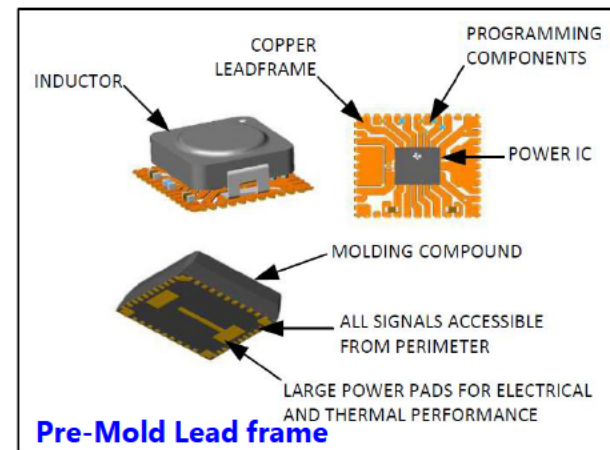 PROGRAMMING
COMPONENTS
COPPER
LEADFRAME
INDUCTOR
POWER IC
MOLDING COMPOUND
ALL SIGNALS ACCESSIBLE
FROM PERIMETER
LARGE POWER PADS FOR ELECTRICAL
AND THERMAL PERFORMANCE
Pre-Mold Lead frame